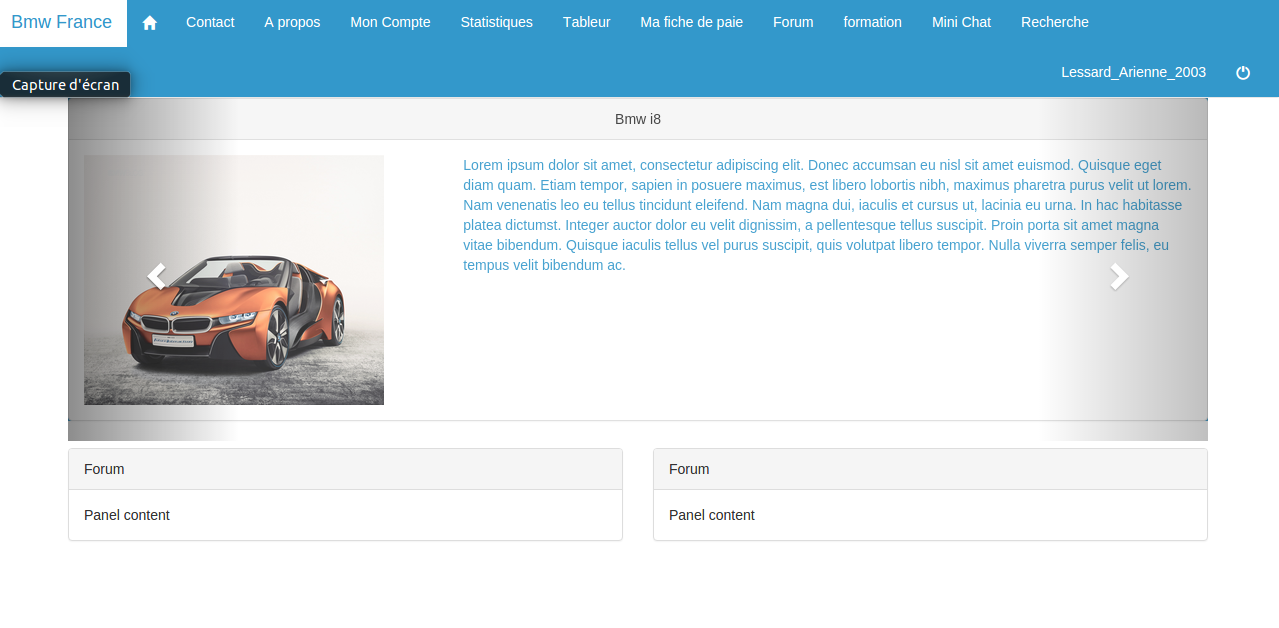 Bmw France Contact A propos Mon Compte Statistiques Tableur Ma fiche de paie Forum formation Mini Chat Recherche
Lessard_Arienne_2003
Capture d'écran
Bmw i8
Lorem ipsum dolor sit amet, consectetur adipiscing elit. Donec accumsan eu nisl sit amet euismod. Quisque eget
diam quam. Etiam tempor, sapien in posuere maximus, est libero lobortis nibh, maximus pharetra purus velit ut lorem.
Nam venenatis leo eu tellus tincidunt eleifend. Nam magna dui, iaculis et cursus ut, lacinia eu urna. In hac habitasse
platea dictumst. Integer auctor dolor eu velit dignissim, a pellentesque tellus suscipit. Proin porta sit amet magna
vitae bibendum. Quisque iaculis tellus vel purus suscipit, quis volutpat libero tempor. Nulla viverra semper felis, eu
tempus velit bibendum ac.
Forum
Panel content
Forum
Panel content